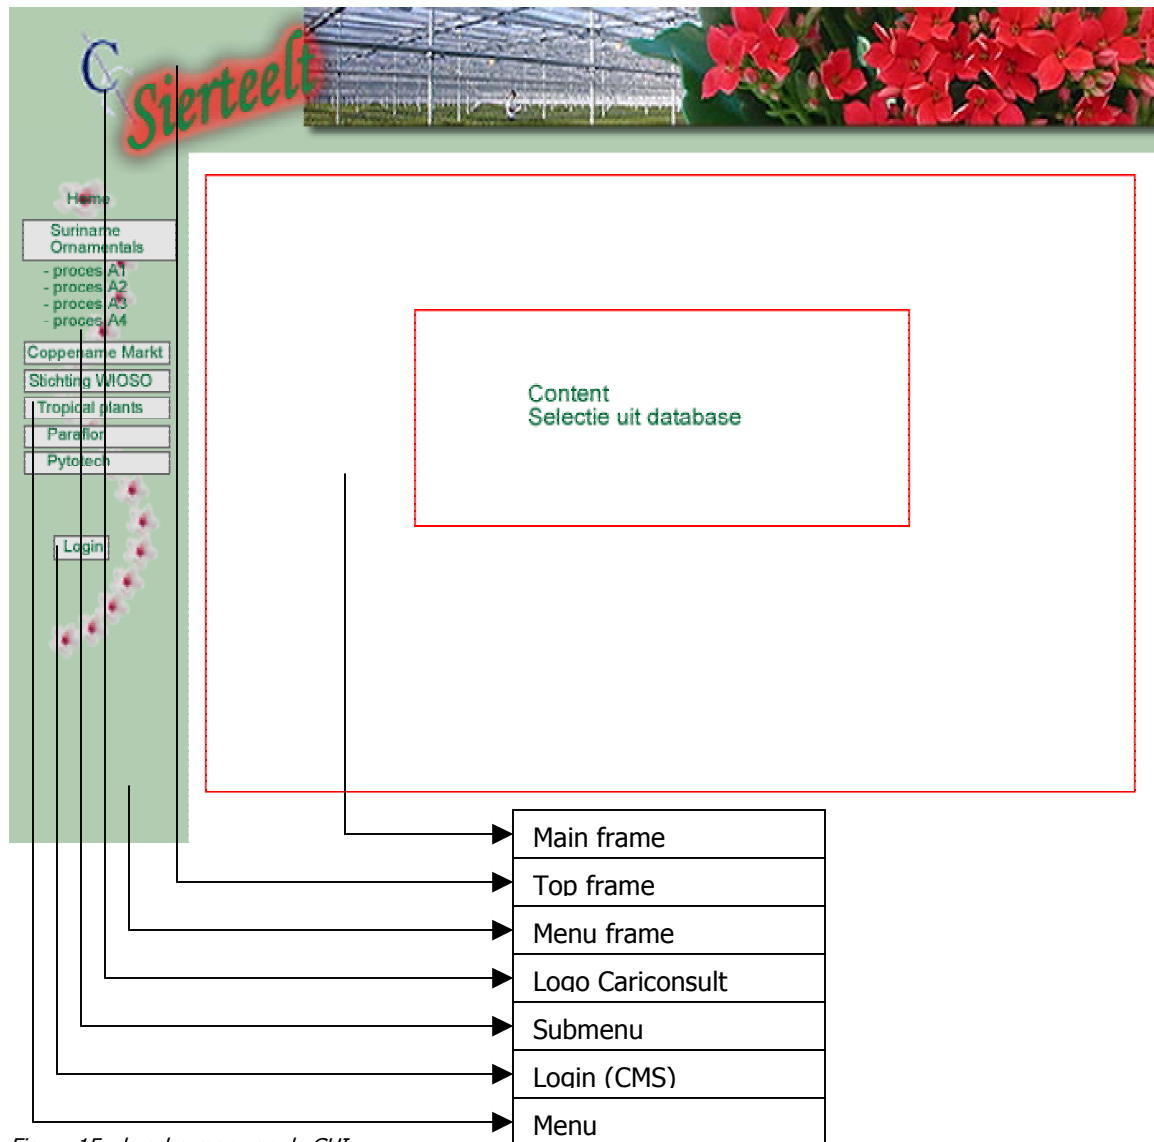 C
Sierteelt
Home
Suriname
Ornamentals
- proces A1
- proces A2
- proces A3
- proces A4
Coppename Markt
Stichting WIOSO
Tropical plants
Paraflor
Pytotech
Login
Content
Selectie uit database
Main frame
Top frame
Menu frame
Logo Cariconsult
Submenu
Login (CMS)
Menu